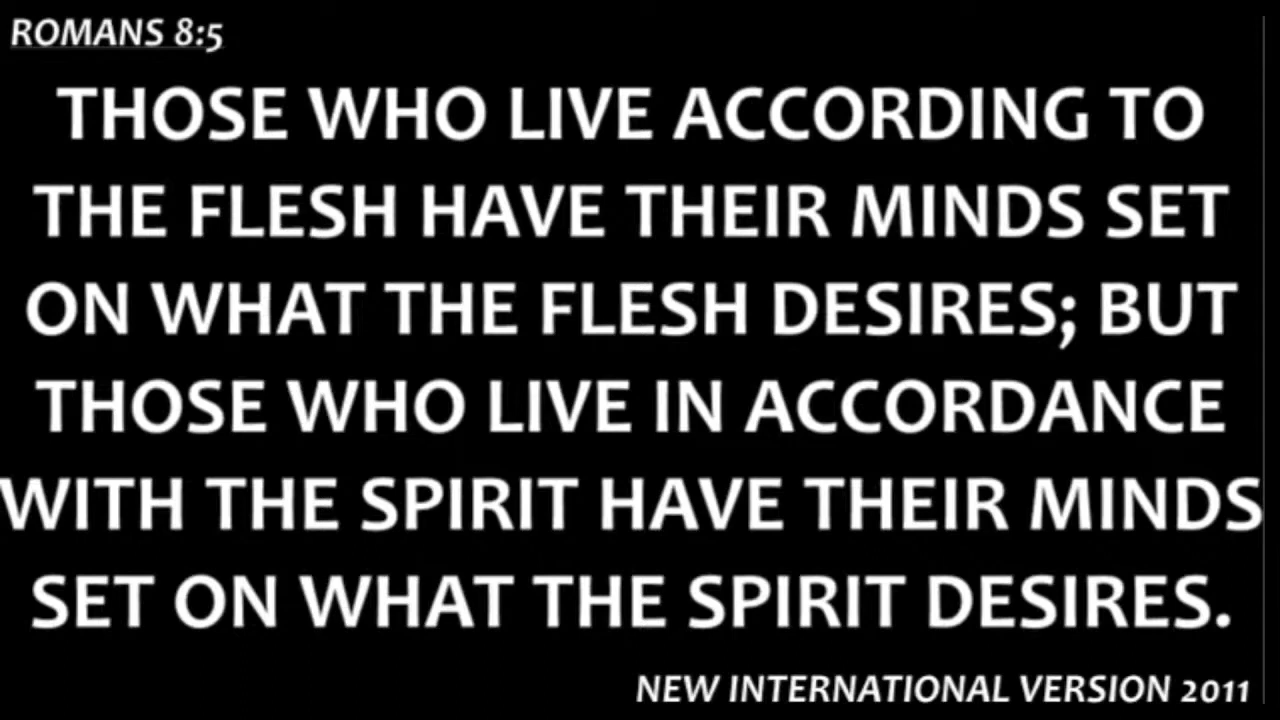 ROMANS 8:5
THOSE WHO LIVE ACCORDING TO
THE FLESH HAVE THEIR MINDS SET
ON WHAT THE FLESH DESIRES; BUT
THOSE WHO LIVE IN ACCORDANCE
WITH THE SPIRIT HAVE THEIR MINDS
SET ON WHAT THE SPIRIT DESIRES.
NEW INTERNATIONAL VERSION 2011